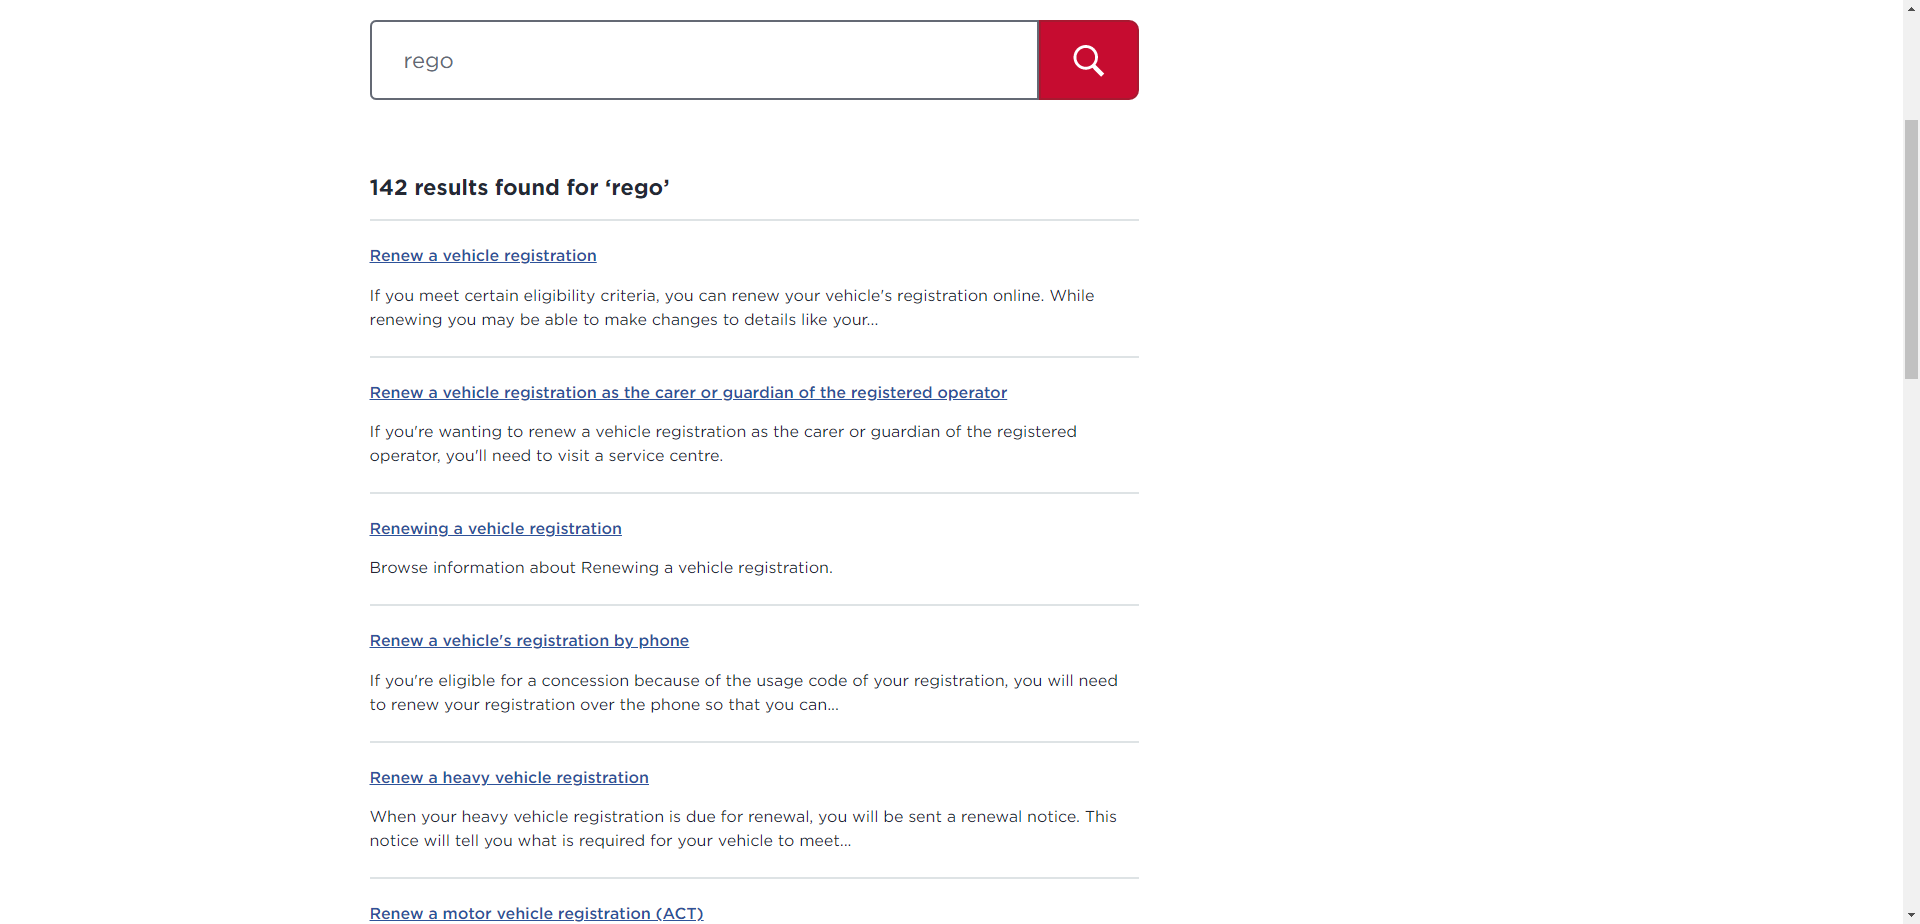 rego
142 results found for ‘rego’
Renew a vehicle registration
If you meet certain eligibility criteria, you can renew your vehicle's registration online. While
renewing you may be able to make changes to details like your...
Renew a vehicle registration as the carer or guardian of the registered operator
If you're wanting to renew a vehicle registration as the carer or guardian of the registered
operator, you'll need to visit a service centre.
Renewing a vehicle registration
Browse information about Renewing a vehicle registration.
Renew a vehicle's registration by phone
If you're eligible for a concession because of the usage code of your registration, you will need
to renew your registration over the phone so that you can...
Renew a heavy vehicle registration
When your heavy vehicle registration is due for renewal, you will be sent a renewal notice. This
notice will tell you what is required for your vehicle to meet...
Renew a motor vehicle registration (ACT)